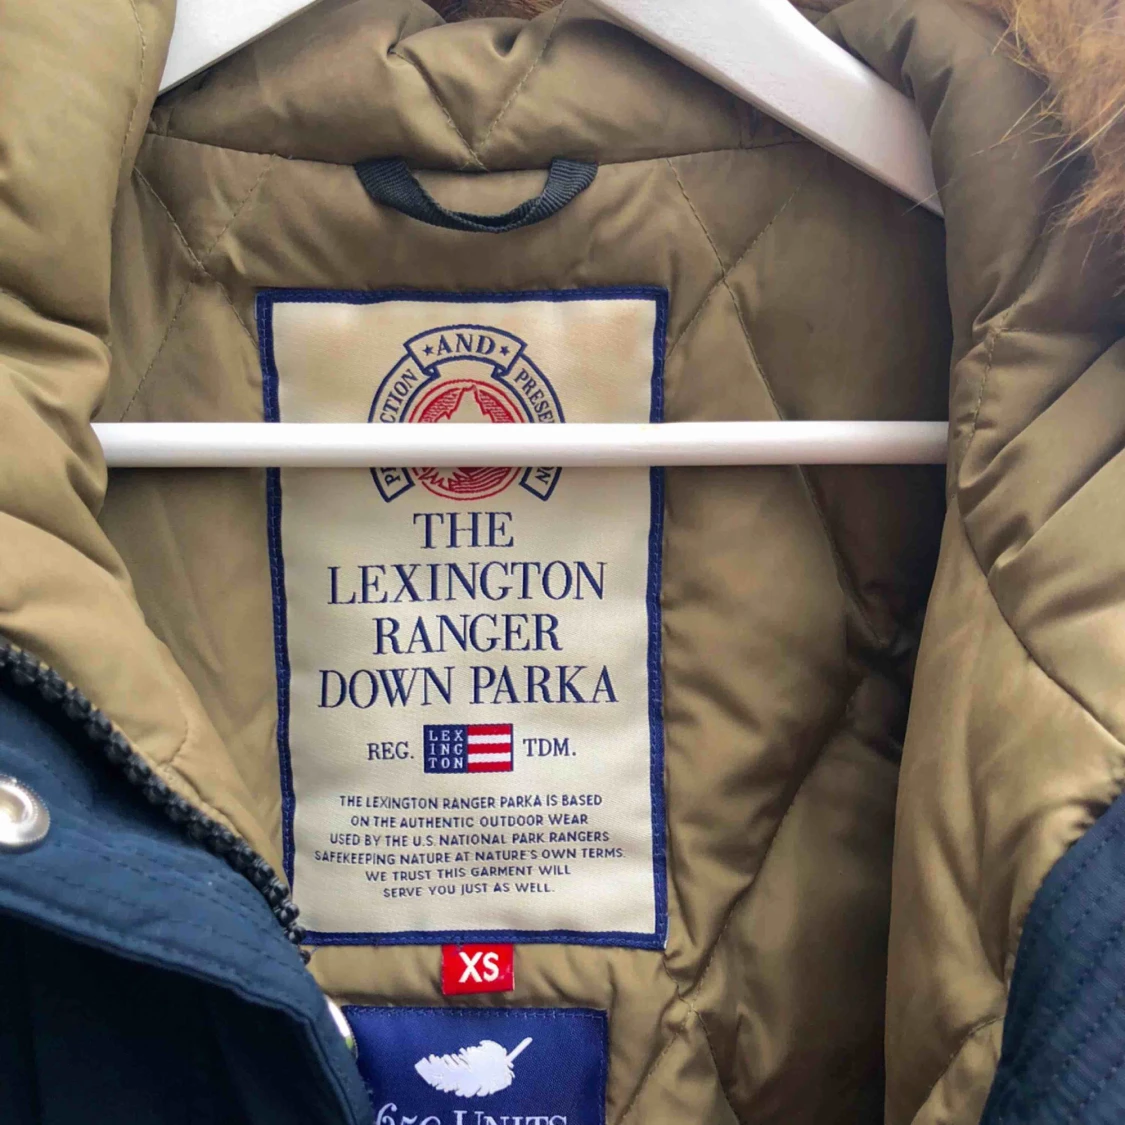 AND
THE
LEXINGTON
RANGER
DOWN PARKA
REG.
LEX
ING
TON
TDM.
THE LEXINGTON RANGER PARKA IS BASED
ON THE AUTHENTIC OUTDOOR WEAR
USED BY THE U.S. NATIONAL PARK RANGERS
SAFEKEEPING NATURE AT NATURE'S OWN TERMS.
WE TRUST THIS GARMENT WILL
SERVE YOU JUST AS WELL.
XS
650 UNITS